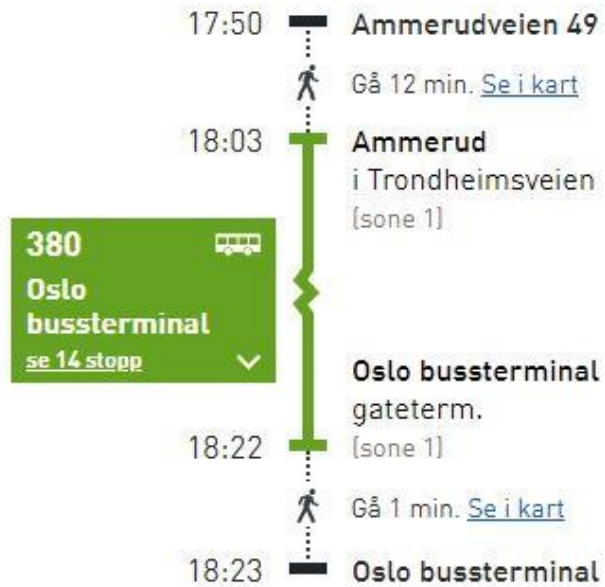 17:50 Ammerudveien 49
Gå 12 min. Se i kart
18:03 Ammerud
i Trondheimsveien
(sone 1)
380
Oslo
bussterminal
se 14 stopp
Oslo bussterminal
gateterm.
18:22 (sone 1)
Gå 1 min. Se i kart
18:23 Oslo bussterminal